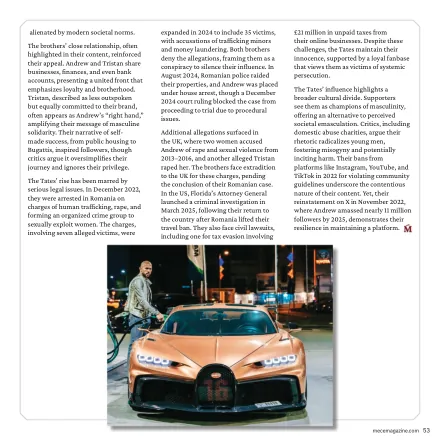 alienated by modern societal norms.
The brothers' close relationship, often
highlighted in their content, reinforced
their appeal. Andrew and Tristan share
businesses, finances, and even bank
accounts, presenting a united front that
emphasizes loyalty and brotherhood.
Tristan, described as less outspoken
but equally committed to their brand,
often appears as Andrew's "right hand,"
amplifying their message of masculine
solidarity. Their narrative of self-
made success, from public housing to
Bugattis, inspired followers, though
critics argue it oversimplifies their
journey and ignores their privilege.
The Tates' rise has been marred by
serious legal issues. In December 2022,
they were arrested in Romania on
charges of human trafficking, rape, and
forming an organized crime group to
sexually exploit women. The charges,
involving seven alleged victims, were
expanded in 2024 to include 35 victims,
with accusations of trafficking minors
and money laundering. Both brothers
deny the allegations, framing them as a
conspiracy to silence their influence. In
August 2024, Romanian police raided
their properties, and Andrew was placed
under house arrest, though a December
2024 court ruling blocked the case from
proceeding to trial due to procedural
issues.
Additional allegations surfaced in
the UK, where two women accused
Andrew of rape and sexual violence from
2013–2016, and another alleged Tristan
raped her. The brothers face extradition
to the UK for these charges, pending
the conclusion of their Romanian case.
In the US, Florida's Attorney General
launched a criminal investigation in
March 2025, following their return to
the country after Romania lifted their
travel ban. They also face civil lawsuits,
including one for tax evasion involving
£21 million in unpaid taxes from
their online businesses. Despite these
challenges, the Tates maintain their
innocence, supported by a loyal fanbase
that views them as victims of systemic
persecution.
The Tates' influence highlights a
broader cultural divide. Supporters
see them as champions of masculinity,
offering an alternative to perceived
societal emasculation. Critics, including
domestic abuse charities, argue their
rhetoric radicalizes young men,
fostering misogyny and potentially
inciting harm. Their bans from
platforms like Instagram, YouTube, and
TikTok in 2022 for violating community
guidelines underscore the contentious
nature of their content. Yet, their
reinstatement on X in November 2022,
where Andrew amassed nearly 11 million
followers by 2025, demonstrates their
resilience in maintaining a platform. M
mecemagazine.com 53